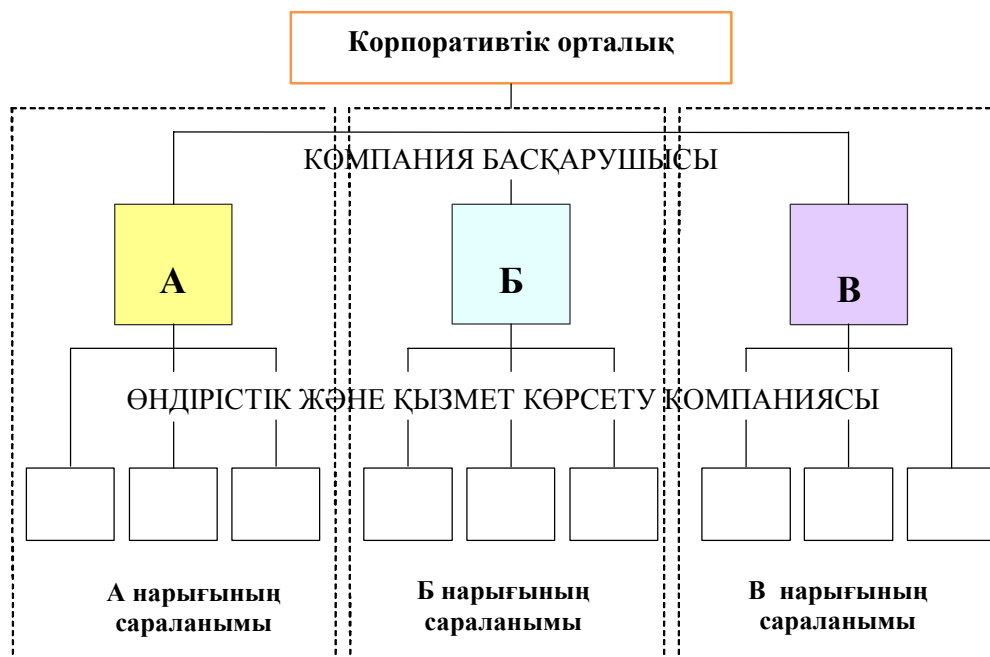 Корпоративтік орталық
КОМПАНИЯ БАСҚАРУШЫСЫ
А
Б
В
ӨНДІРІСТІК ЖӘНЕ ҚЫЗМЕТ КӨРСЕТУ КОМПАНИЯСЫ
А нарығының
сараланымы
Б нарығының
сараланымы
В нарығының
сараланымы